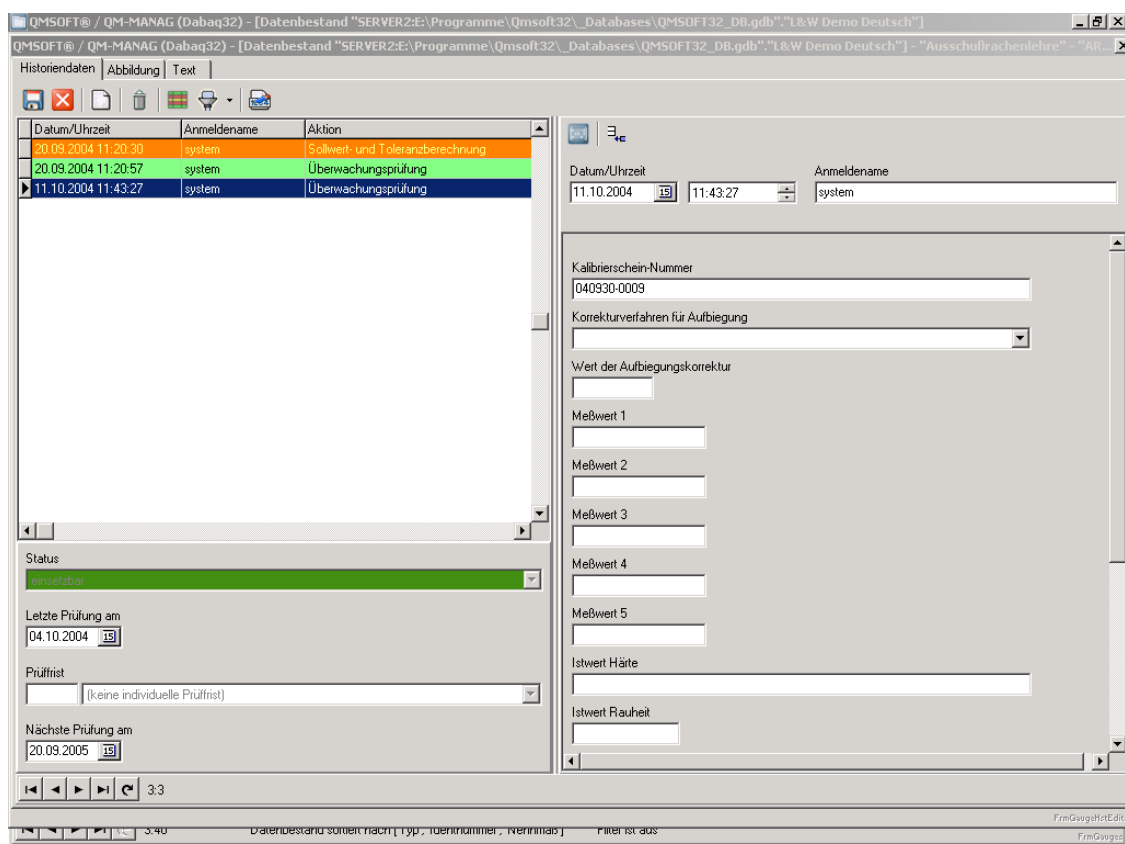 QMSOFT® / QM-MANAG (Dabaq32) - [Datenbestand "SERVER2:E:\Programme\Qmsoft32\_Databases\QMSOFT32_DB.gdb"."L&W Demo Deutsch"]
QMSOFT® / QM-MANAG (Dabaq32) - [Datenbestand "SERVER2:E:\Programme\Qmsoft32\_Databases\QMSOFT32_DB.gdb"."L&W Demo Deutsch"] - "Ausschußrachenlehre" - "AR...
Historiendaten Abbildung Text
Datum/Uhrzeit Anmeldename Aktion
20.09.2004 11:20:30 system Sollwert- und Toleranzberechnung
20.09.2004 11:20:57 system Überwachungsprüfung
11.10.2004 11:43:27 system Überwachungsprüfung
Status
einsetzbar
Letzte Prüfung am
04.10.2004 15
Prüffrist
(keine individuelle Prüffrist)
Nächste Prüfung am
20.09.2005 15
3:3
Datum/Uhrzeit Anmeldename
11.10.2004 15 11:43:27 system
Kalibrierschein-Nummer
040930-0009
Korrekturverfahren für Aufbiegung
Wert der Aufbiegungskorrektur
Meßwert 1
Meßwert 2
Meßwert 3
Meßwert 4
Meßwert 5
Istwert Härte
Istwert Rauheit
FrmGaugeHstEdit
3:40 Datenbestand sortiert nach [Typ, Identnummer, Nennmaß] Filter ist aus
FrmGauges